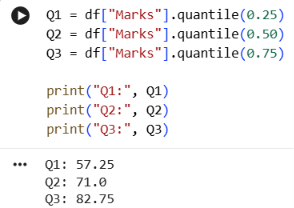 Q1 = df["Marks"].quantile(0.25)
Q2 = df["Marks"].quantile(0.50)
Q3 = df["Marks"].quantile(0.75)
print("Q1:", Q1)
print("Q2:", Q2)
print("Q3:", Q3)
Q1: 57.25
Q2: 71.0
Q3: 82.75